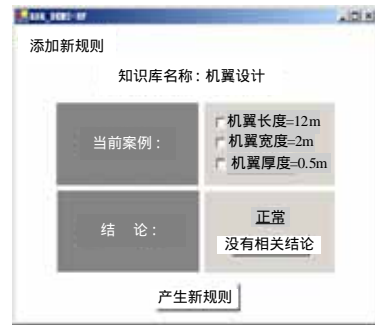 添加新规则
知识库名称：机翼设计
当前案例：
机翼长度=12m
机翼宽度=2m
机翼厚度=0.5m
结 论：
正常
没有相关结论
产生新规则